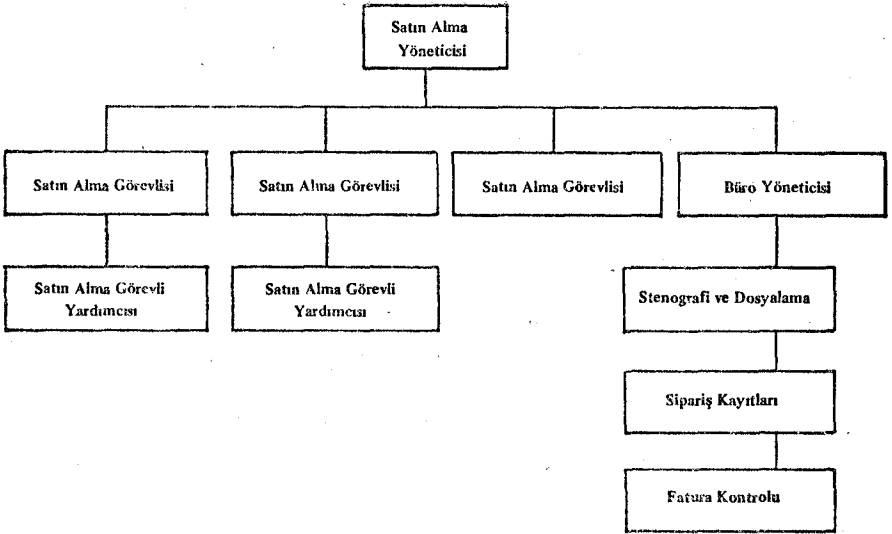 Satın Alma
Yöneticisi
Satın Alma Görevlisi
Satın Alma Görevlisi
Satın Alma Görevlisi
Büro Yöneticisi
Satın Alma Görevli
Yardımcısı
Satın Alma Görevli
Yardımcısı
Stenografi ve Dosyalama
Sipariş Kayıtları
Fatura Kontrolu